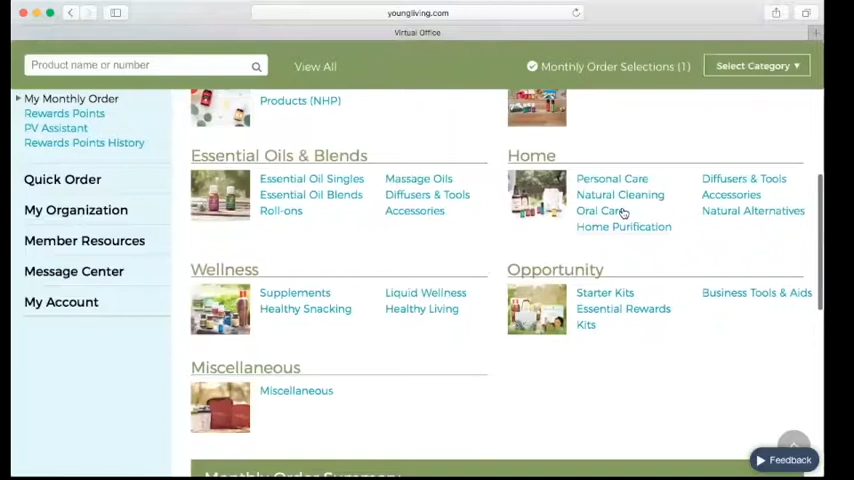 youngliving.com
Virtual Office
Product name or number
View All
Monthly Order Selections (1)
Select Category
My Monthly Order
Rewards Points
PV Assistant
Rewards Points History
Quick Order
My Organization
Member Resources
Message Center
My Account
Products (NHP)
Essential Oils & Blends
Essential Oil Singles
Essential Oil Blends
Roll-ons
Massage Oils
Diffusers & Tools
Accessories
Home
Personal Care
Natural Cleaning
Oral Care
Home Purification
Diffusers & Tools
Accessories
Natural Alternatives
Wellness
Supplements
Healthy Snacking
Liquid Wellness
Healthy Living
Opportunity
Starter Kits
Essential Rewards
Kits
Business Tools & Aids
Miscellaneous
Miscellaneous
Monthly Order Summary
Feedback